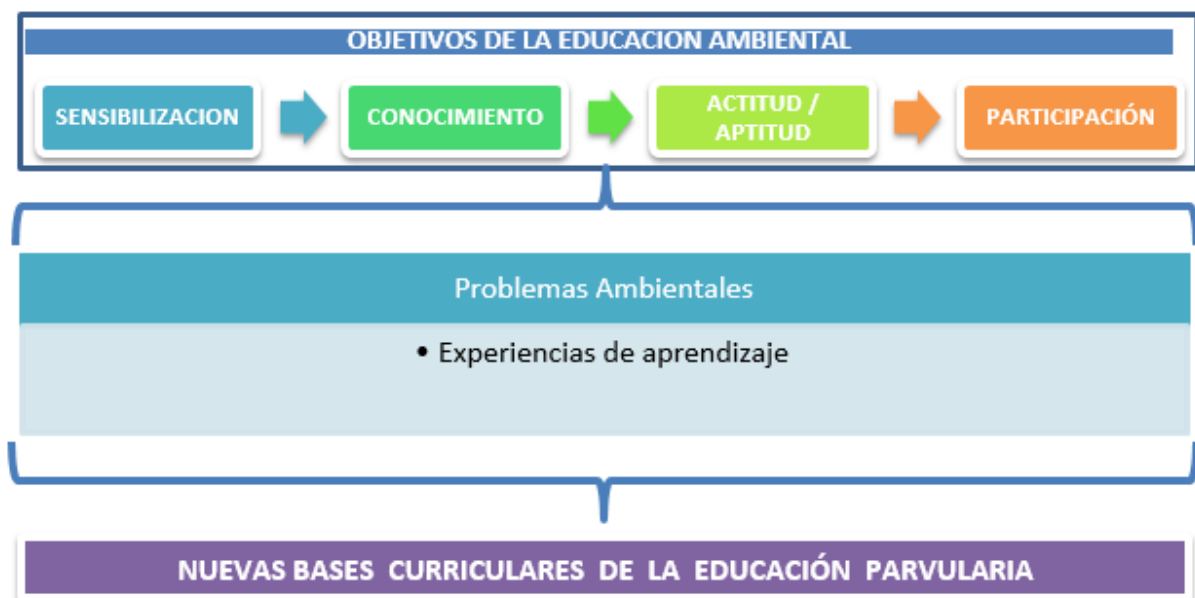 OBJETIVOS DE LA EDUCACION AMBIENTAL
SENSIBILIZACION
CONOCIMIENTO
ACTITUD /
APTITUD
PARTICIPACIÓN
Problemas Ambientales
• Experiencias de aprendizaje
NUEVAS BASES CURRICULARES DE LA EDUCACIÓN PARVULARIA